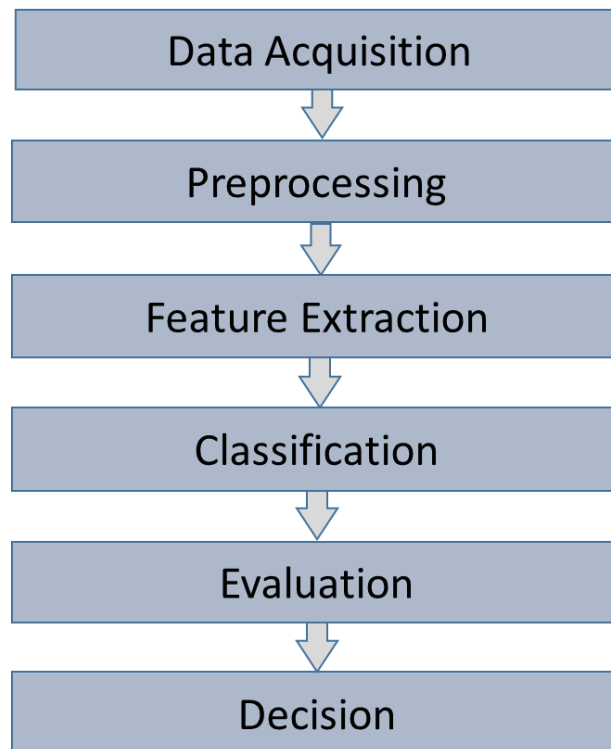 Data Acquisition
Preprocessing
Feature Extraction
Classification
Evaluation
Decision